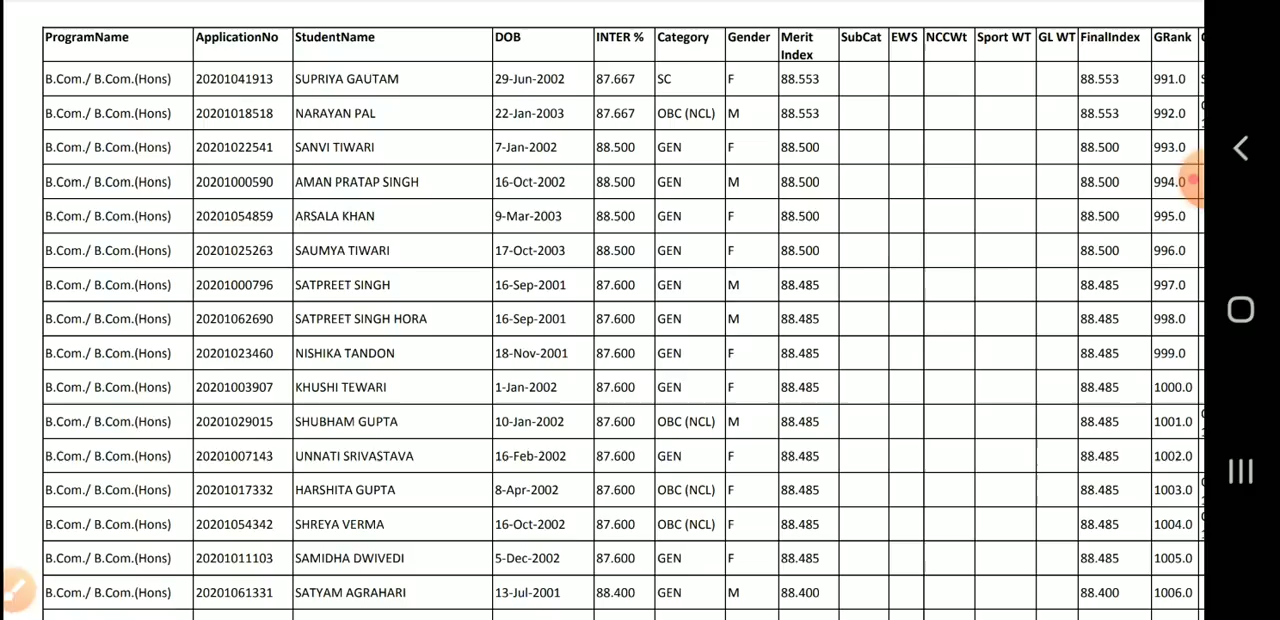 ProgramName ApplicationNo StudentName DOB INTER % Category Gender Merit Index SubCat EWS NCCWt Sport WT GL WT FinalIndex GRank
B.Com./ B.Com.(Hons) 20201041913 SUPRIYA GAUTAM 29-Jun-2002 87.667 SC F 88.553 88.553 991.0
B.Com./ B.Com.(Hons) 20201018518 NARAYAN PAL 22-Jan-2003 87.667 OBC (NCL) M 88.553 88.553 992.0
B.Com./ B.Com.(Hons) 20201022541 SANVI TIWARI 7-Jan-2002 88.500 GEN F 88.500 88.500 993.0
B.Com./ B.Com.(Hons) 20201000590 AMAN PRATAP SINGH 16-Oct-2002 88.500 GEN M 88.500 88.500 994.0
B.Com./ B.Com.(Hons) 20201054859 ARSALA KHAN 9-Mar-2003 88.500 GEN F 88.500 88.500 995.0
B.Com./ B.Com.(Hons) 20201025263 SAUMYA TIWARI 17-Oct-2003 88.500 GEN F 88.500 88.500 996.0
B.Com./ B.Com.(Hons) 20201000796 SATPREET SINGH 16-Sep-2001 87.600 GEN M 88.485 88.485 997.0
B.Com./ B.Com.(Hons) 20201062690 SATPREET SINGH HORA 16-Sep-2001 87.600 GEN M 88.485 88.485 998.0
B.Com./ B.Com.(Hons) 20201023460 NISHIKA TANDON 18-Nov-2001 87.600 GEN F 88.485 88.485 999.0
B.Com./ B.Com.(Hons) 20201003907 KHUSHI TEWARI 1-Jan-2002 87.600 GEN F 88.485 88.485 1000.0
B.Com./ B.Com.(Hons) 20201029015 SHUBHAM GUPTA 10-Jan-2002 87.600 OBC (NCL) M 88.485 88.485 1001.0
B.Com./ B.Com.(Hons) 20201007143 UNNATI SRIVASTAVA 16-Feb-2002 87.600 GEN F 88.485 88.485 1002.0
B.Com./ B.Com.(Hons) 20201017332 HARSHITA GUPTA 8-Apr-2002 87.600 OBC (NCL) F 88.485 88.485 1003.0
B.Com./ B.Com.(Hons) 20201054342 SHREYA VERMA 16-Oct-2002 87.600 OBC (NCL) F 88.485 88.485 1004.0
B.Com./ B.Com.(Hons) 20201011103 SAMIDHA DWIVEDI 5-Dec-2002 87.600 GEN F 88.485 88.485 1005.0
B.Com./ B.Com.(Hons) 20201061331 SATYAM AGRAHARI 13-Jul-2001 88.400 GEN M 88.400 88.400 1006.0